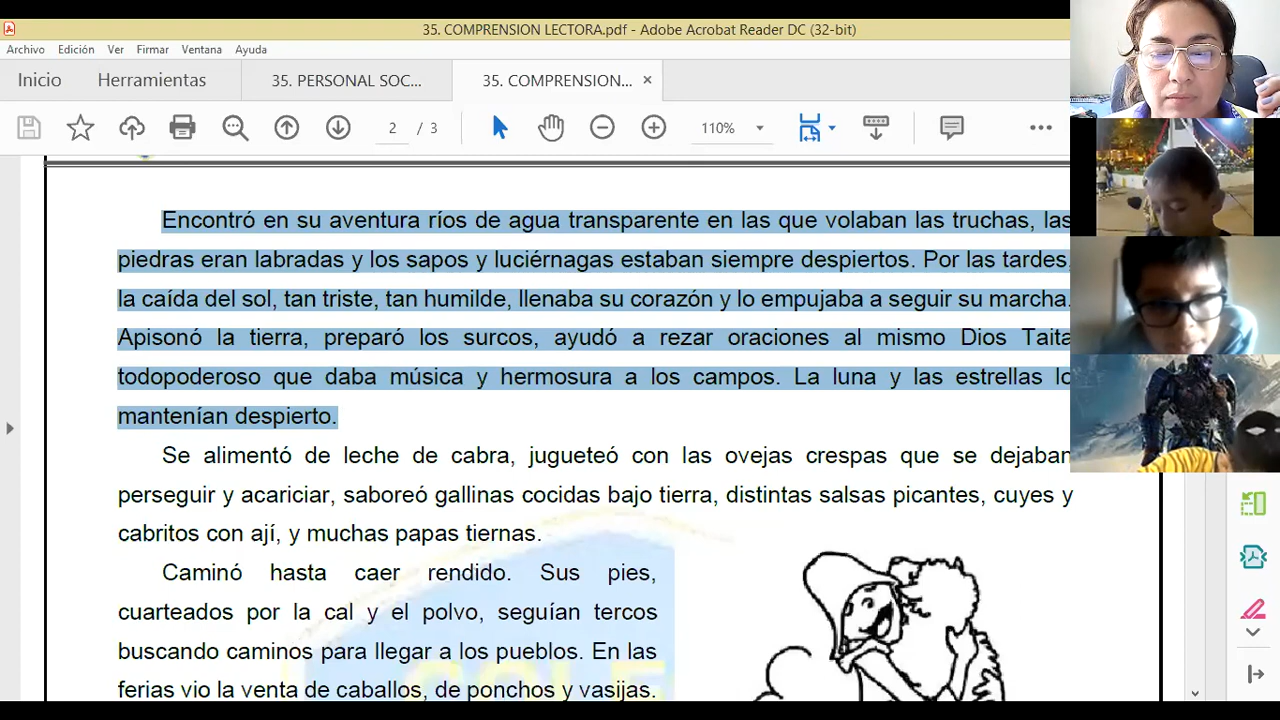 35. COMPRENSION LECTORA.pdf - Adobe Acrobat Reader DC (32-bit)
Archivo Edición Ver Firmar Ventana Ayuda
Inicio Herramientas 35. PERSONAL SOC... 35. COMPRENSION... ×
2 / 3 110%
Encontró en su aventura ríos de agua transparente en las que volaban las truchas, las
piedras eran labradas y los sapos y luciérnagas estaban siempre despiertos. Por las tardes,
la caída del sol, tan triste, tan humilde, llenaba su corazón y lo empujaba a seguir su marcha.
Apisonó la tierra, preparó los surcos, ayudó a rezar oraciones al mismo Dios Taita
todopoderoso que daba música y hermosura a los campos. La luna y las estrellas lo
mantenían despierto.
Se alimentó de leche de cabra, jugueteó con las ovejas crespas que se dejaban
perseguir y acariciar, saboreó gallinas cocidas bajo tierra, distintas salsas picantes, cuyes y
cabritos con ají, y muchas papas tiernas.
Caminó hasta caer rendido. Sus pies,
cuarteados por la cal y el polvo, seguían tercos
buscando caminos para llegar a los pueblos. En las
ferias vio la venta de caballos, de ponchos y vasijas.
COLE